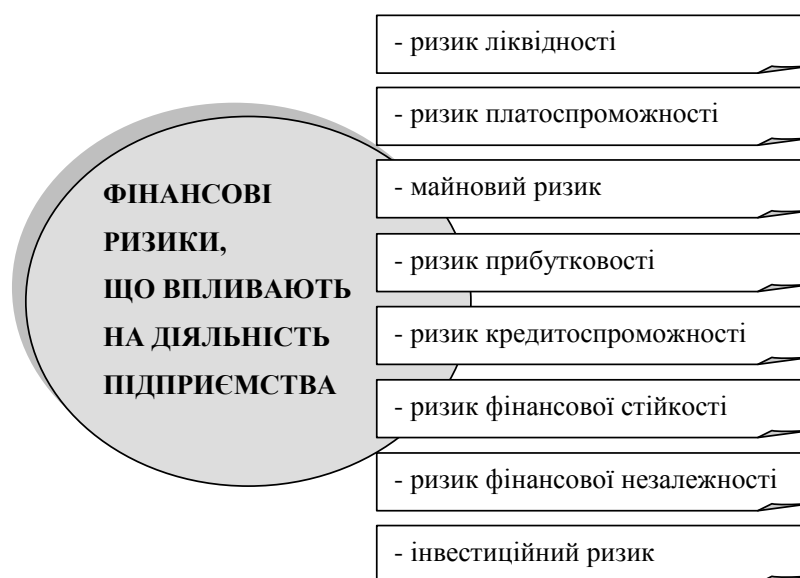 ФІНАНСОВІ
РИЗИКИ,
ЩО ВПЛИВАЮТЬ
НА ДІЯЛЬНІСТЬ
ПІДПРИЄМСТВА
- ризик ліквідності
- ризик платоспроможності
- майновий ризик
- ризик прибутковості
- ризик кредитоспроможності
- ризик фінансової стійкості
- ризик фінансової незалежності
- інвестиційний ризик